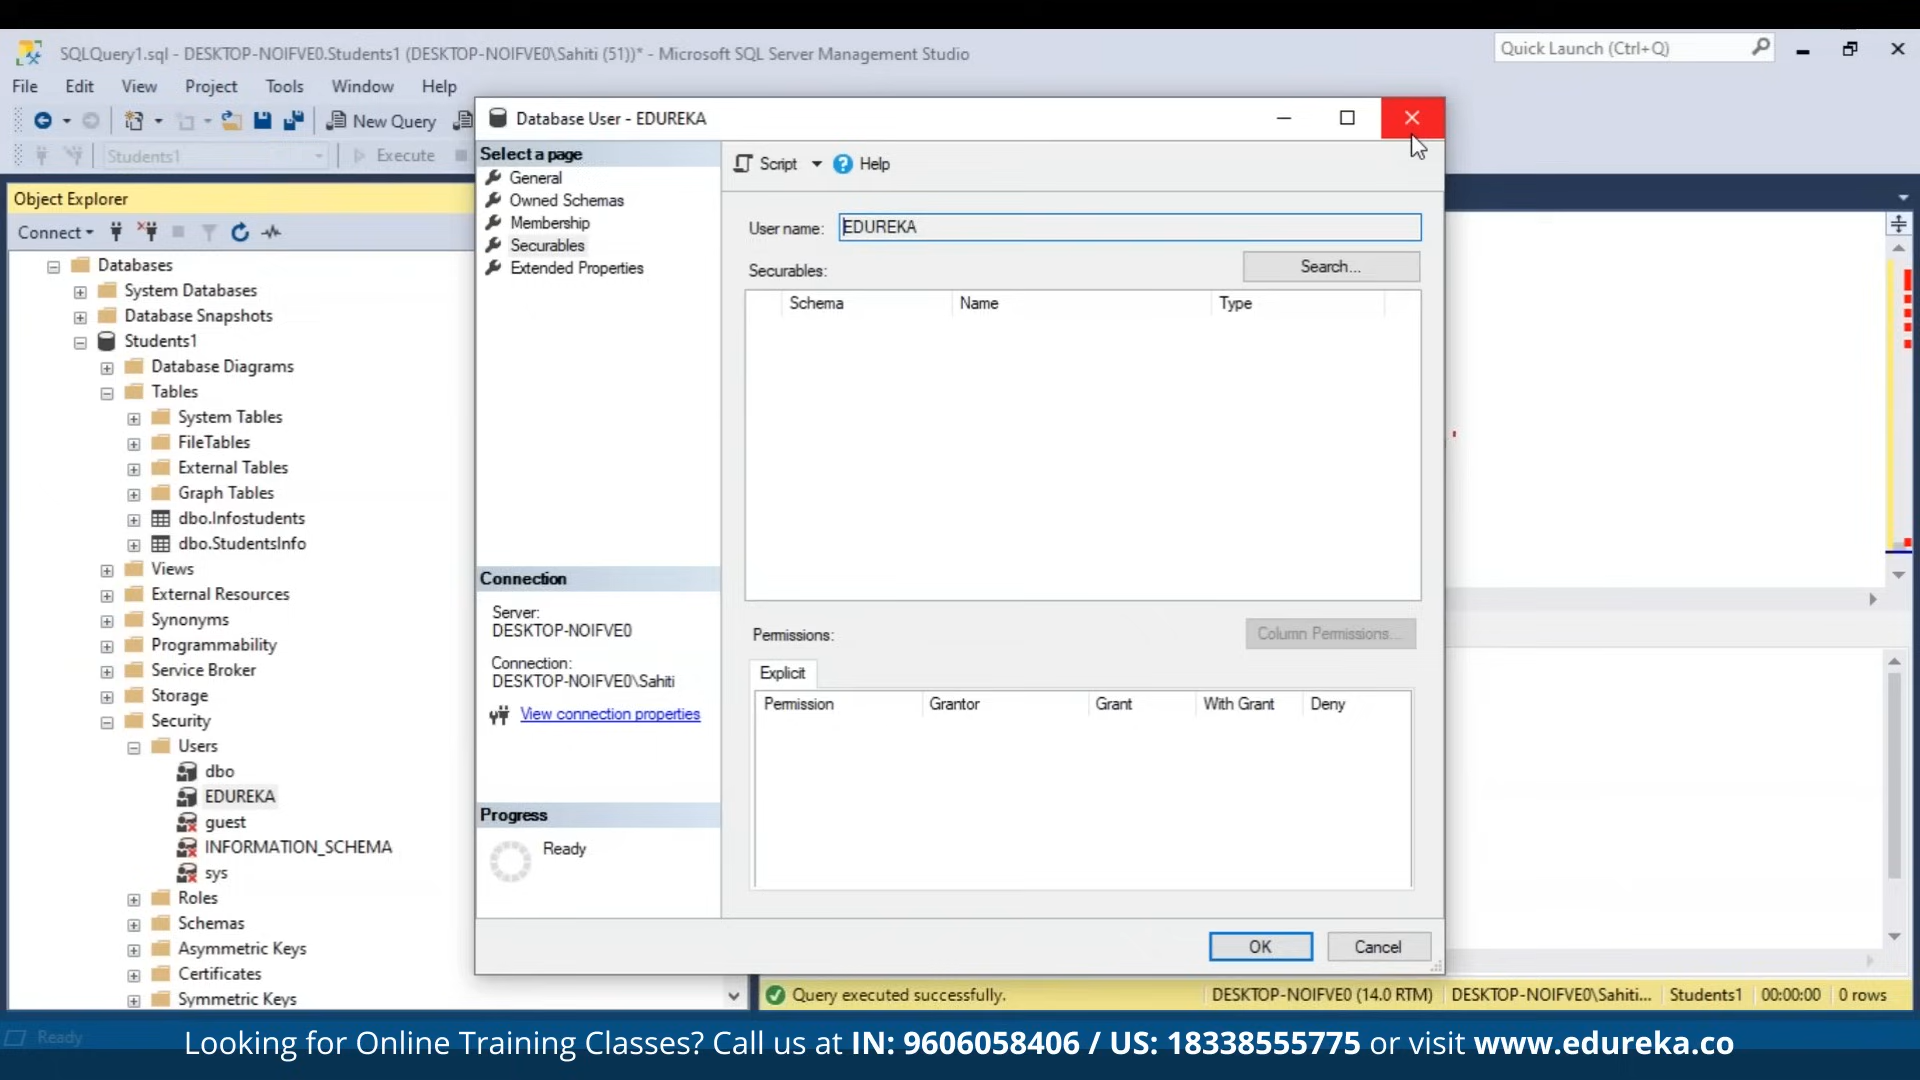 SQLQuery1.sql - DESKTOP-NOIFVE0.Students1 (DESKTOP-NOIFVE0\Sahiti (51))* - Microsoft SQL Server Management Studio
Quick Launch (Ctrl+Q)
File Edit View Project Tools Window Help
New Query
Students1
Execute
Object Explorer
Connect
Databases
System Databases
Database Snapshots
Students1
Database Diagrams
Tables
System Tables
FileTables
External Tables
Graph Tables
dbo.Infostudents
dbo.StudentsInfo
Views
External Resources
Synonyms
Programmability
Service Broker
Storage
Security
Users
dbo
EDUREKA
guest
INFORMATION_SCHEMA
sys
Roles
Schemas
Asymmetric Keys
Certificates
Symmetric Keys
Database User - EDUREKA
Select a page
General
Owned Schemas
Membership
Securables
Extended Properties
Connection
Server:
DESKTOP-NOIFVE0
Connection:
DESKTOP-NOIFVE0\Sahiti
View connection properties
Progress
Ready
Script Help
User name: EDUREKA
Securables: Search...
Schema Name Type
Permissions: Column Permissions...
Explicit
Permission Grantor Grant With Grant Deny
OK Cancel
Query executed successfully. DESKTOP-NOIFVE0 (14.0 RTM) DESKTOP-NOIFVE0\Sahiti... Students1 00:00:00 0 rows
Ready
Looking for Online Training Classes? Call us at IN: 9606058406 / US: 18338555775 or visit www.edureka.co